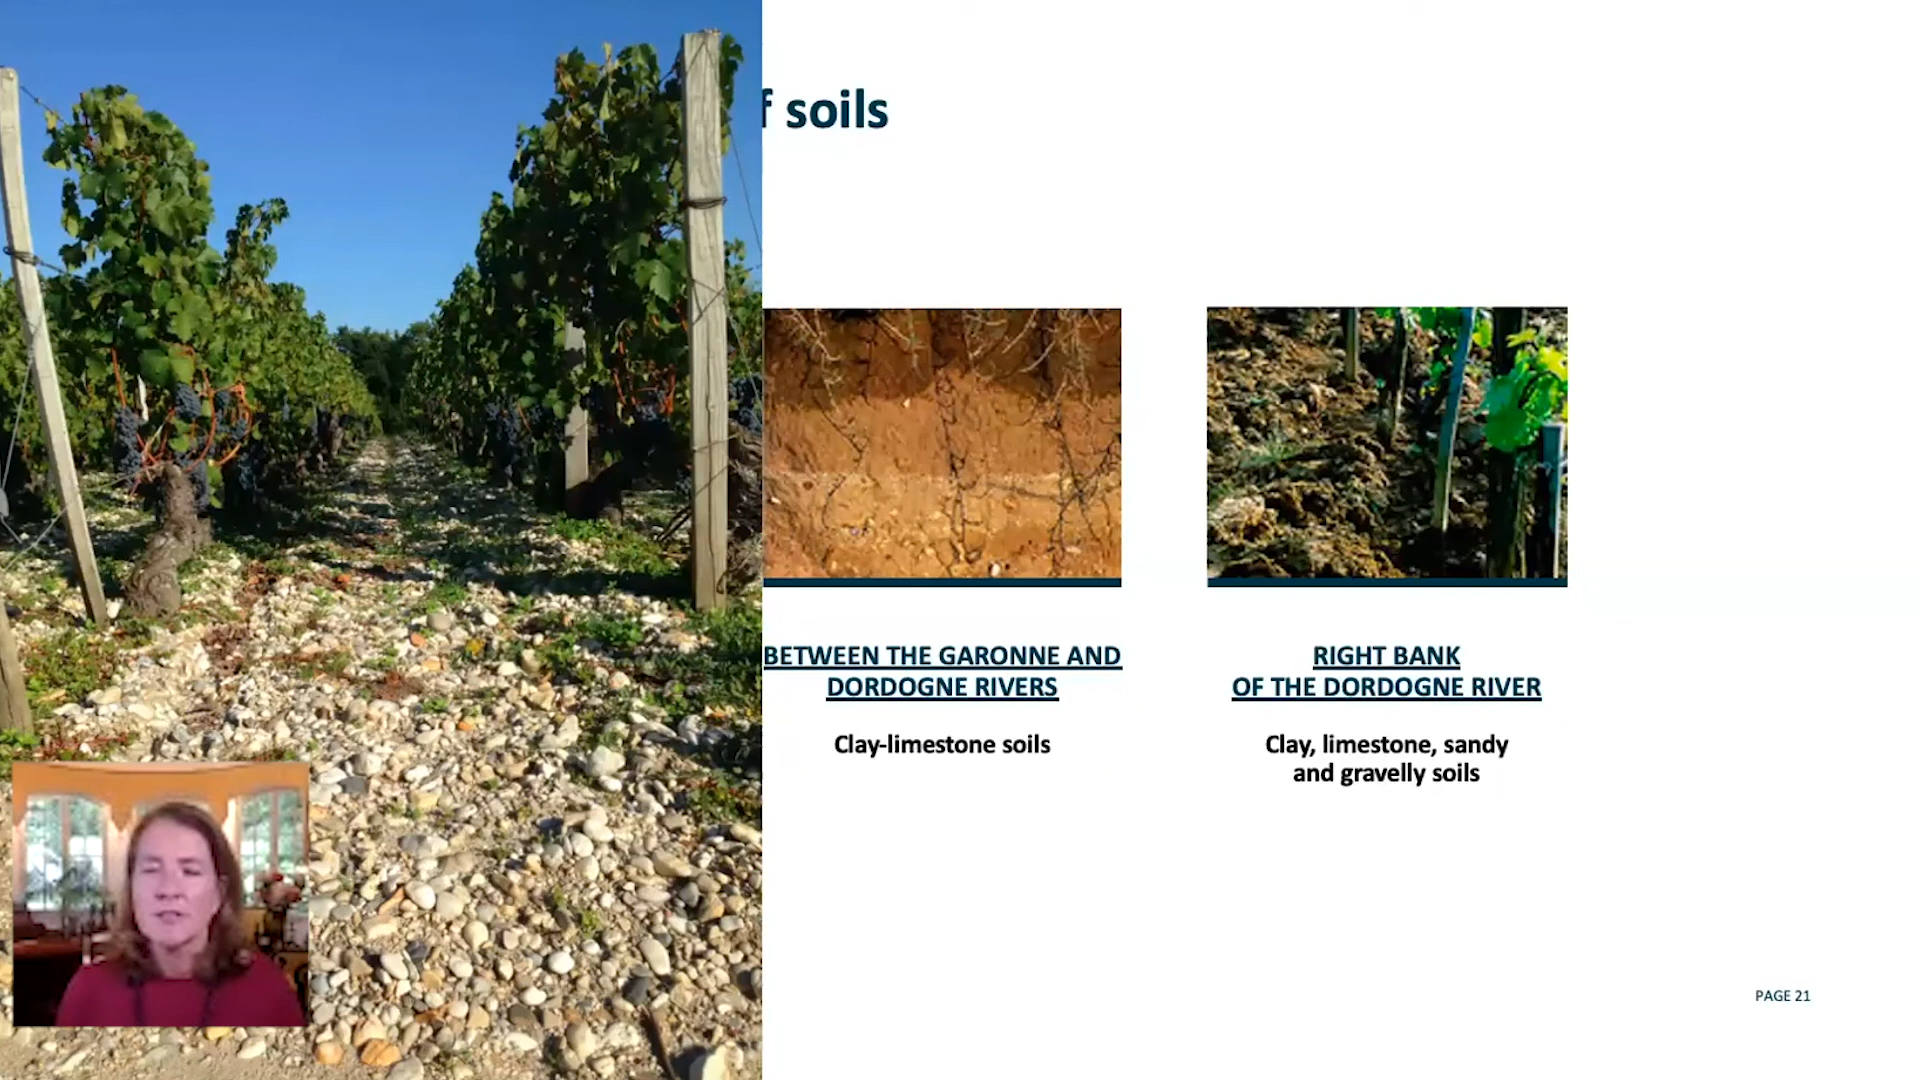 soils
BETWEEN THE GARONNE AND
DORDOGNE RIVERS
Clay-limestone soils
RIGHT BANK
OF THE DORDOGNE RIVER
Clay, limestone, sandy
and gravelly soils
PAGE 21